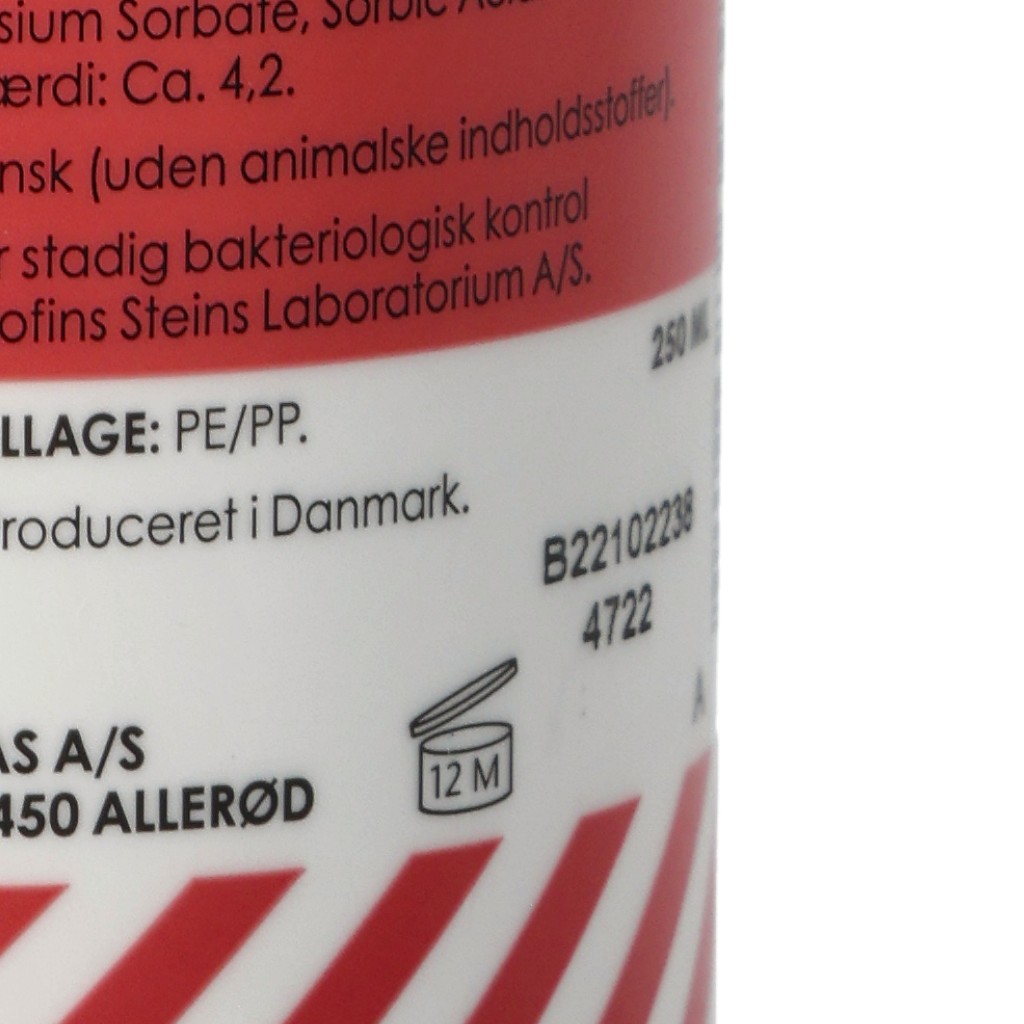 sium Sorbate, Sorbic
ærdi: Ca. 4,2.
nsk (uden animalske indholdsstoffer).
r stadig bakteriologisk kontrol
ofins Steins Laboratorium A/S.
250 ML
LLAGE: PE/PP.
roduceret i Danmark.
B22102238
4722
A
AS A/S
450 ALLERØD
12 M